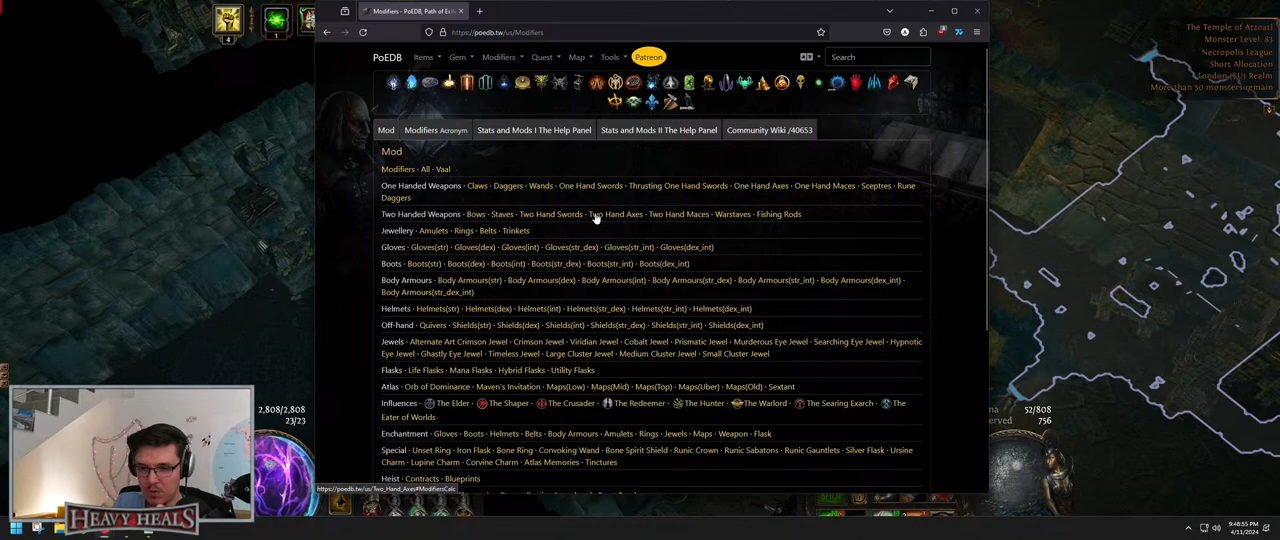 Modifiers - PoEDB, Path of Ex
https://poedb.tw/us/Modifiers
PoEDB Items Gem Modifiers Quest Map Tools Patreon Search
The Temple of Atzoatl
Monster Level: 83
Necropolis League
Short Allocation
London (EU) Realm
More than 50 monsters remain
4
1
Mod Modifiers Acronym Stats and Mods I The Help Panel Stats and Mods II The Help Panel Community Wiki /40653
Mod
Modifiers · All · Vaal
One Handed Weapons · Claws · Daggers · Wands · One Hand Swords · Thrusting One Hand Swords · One Hand Axes · One Hand Maces · Sceptres · Rune
Daggers
Two Handed Weapons · Bows · Staves · Two Hand Swords · Two Hand Axes · Two Hand Maces · Warstaves · Fishing Rods
Jewellery · Amulets · Rings · Belts · Trinkets
Gloves · Gloves(str) · Gloves(dex) · Gloves(int) · Gloves(str_dex) · Gloves(str_int) · Gloves(dex_int)
Boots · Boots(str) · Boots(dex) · Boots(int) · Boots(str_dex) · Boots(str_int) · Boots(dex_int)
Body Armours · Body Armours(str) · Body Armours(dex) · Body Armours(int) · Body Armours(str_dex) · Body Armours(str_int) · Body Armours(dex_int) ·
Body Armours(str_dex_int)
Helmets · Helmets(str) · Helmets(dex) · Helmets(int) · Helmets(str_dex) · Helmets(str_int) · Helmets(dex_int)
Off-hand · Quivers · Shields(str) · Shields(dex) · Shields(int) · Shields(str_dex) · Shields(str_int) · Shields(dex_int)
Jewels · Alternate Art Crimson Jewel · Crimson Jewel · Viridian Jewel · Cobalt Jewel · Prismatic Jewel · Murderous Eye Jewel · Searching Eye Jewel · Hypnotic
Eye Jewel · Ghastly Eye Jewel · Timeless Jewel · Large Cluster Jewel · Medium Cluster Jewel · Small Cluster Jewel
Flasks · Life Flasks · Mana Flasks · Hybrid Flasks · Utility Flasks
Atlas · Orb of Dominance · Maven's Invitation · Maps(Low) · Maps(Mid) · Maps(Top) · Maps(Uber) · Maps(Old) · Sextant
Influences · The Elder · The Shaper · The Crusader · The Redeemer · The Hunter · The Warlord · The Searing Exarch · The
Eater of Worlds
Enchantment · Gloves · Boots · Helmets · Belts · Body Armours · Amulets · Rings · Jewels · Maps · Weapon · Flask
Special · Unset Ring · Iron Flask · Bone Ring · Convoking Wand · Bone Spirit Shield · Runic Crown · Runic Sabatons · Runic Gauntlets · Silver Flask · Ursine
Charm · Lupine Charm · Corvine Charm · Atlas Memories · Tinctures
Heist · Contracts · Blueprints
https://poedb.tw/us/Two_Hand_Axes#ModifiersCalc
2,808/2,808
23/23
52/808
756
HEAVY HEALS
9:48:55 PM
4/11/2024